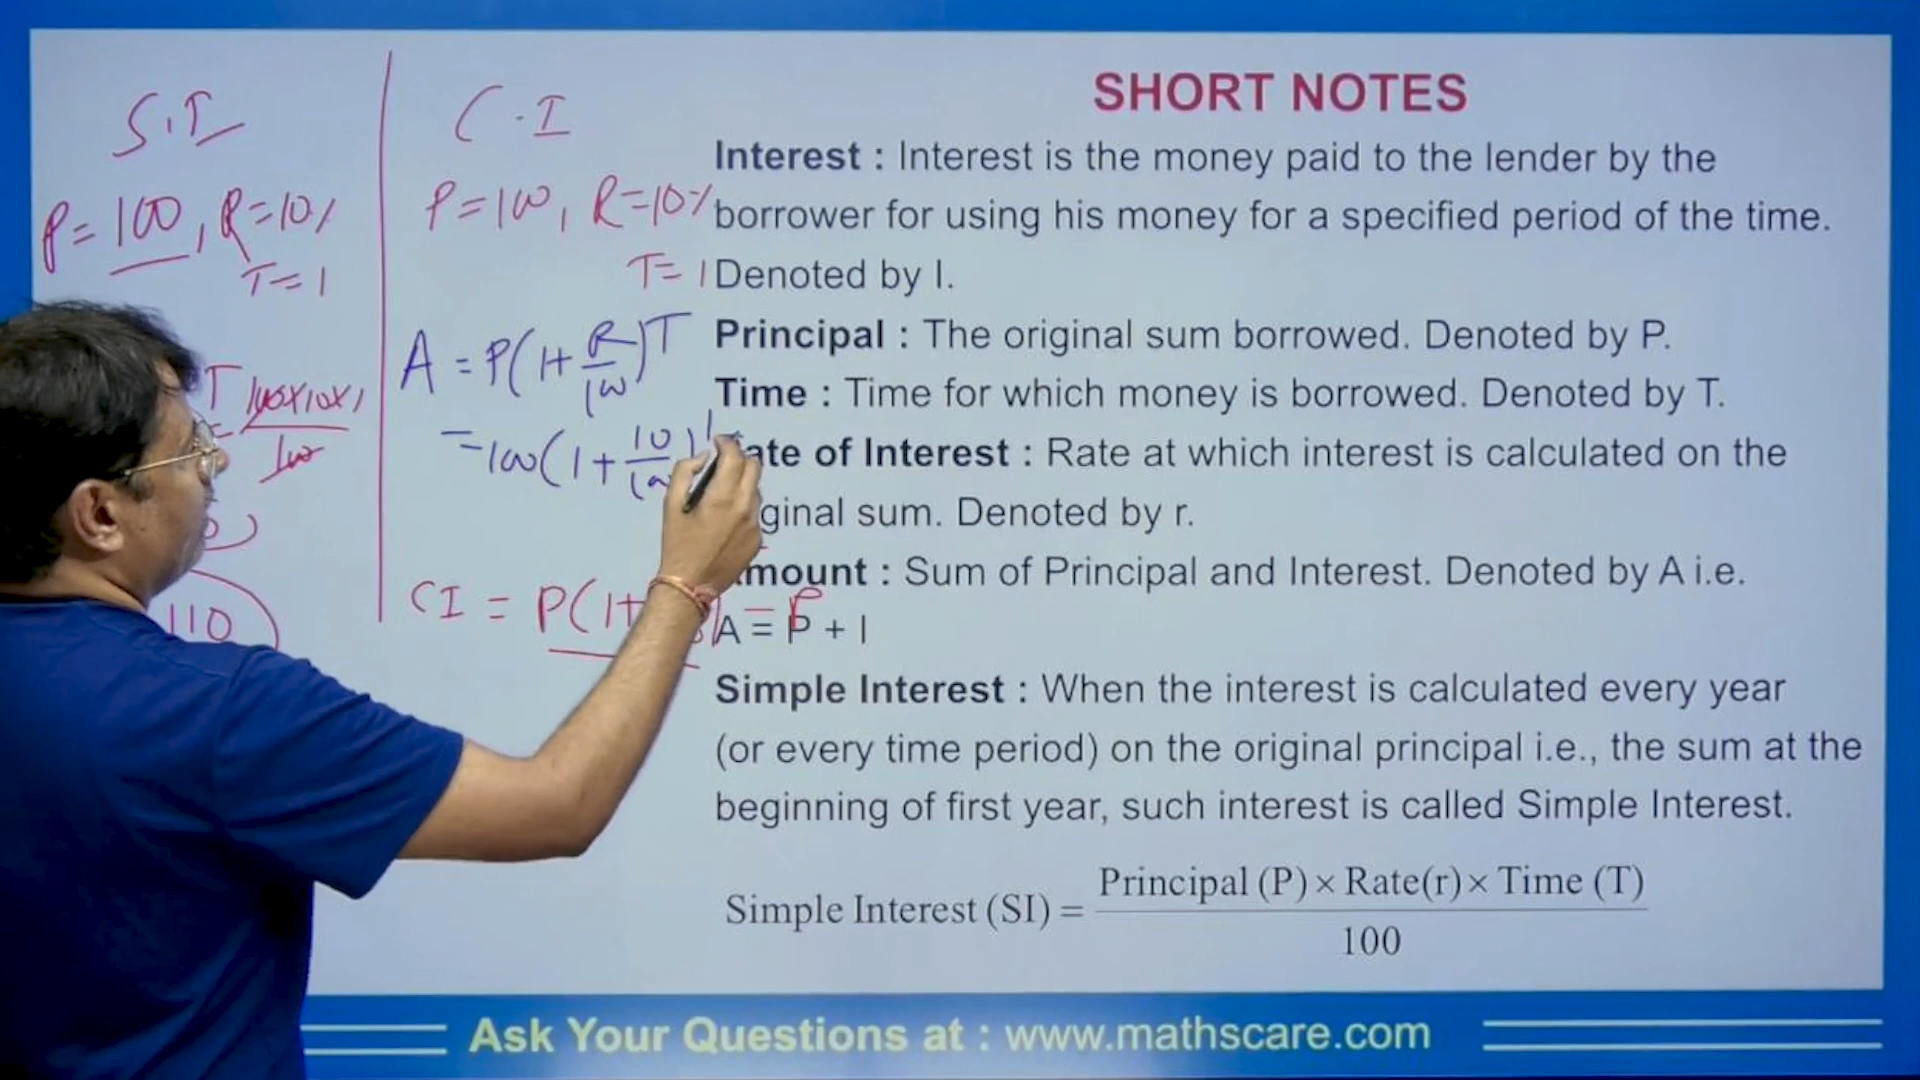 S.I
P=100, R=10%
T=1
T 100×10×1
100
110
C.I
P=100, R=10%
T=1
A = P(1+R/100)T
=100(1+10/100)1
CI = P(1+
= P
SHORT NOTES
Interest : Interest is the money paid to the lender by the
borrower for using his money for a specified period of the time.
Denoted by I.
Principal : The original sum borrowed. Denoted by P.
Time : Time for which money is borrowed. Denoted by T.
ate of Interest : Rate at which interest is calculated on the
ginal sum. Denoted by r.
mount : Sum of Principal and Interest. Denoted by A i.e.
A = P + I
Simple Interest : When the interest is calculated every year
(or every time period) on the original principal i.e., the sum at the
beginning of first year, such interest is called Simple Interest.
Principal (P) × Rate(r) × Time (T)
Simple Interest (SI) =
100
Ask Your Questions at : www.mathscare.com